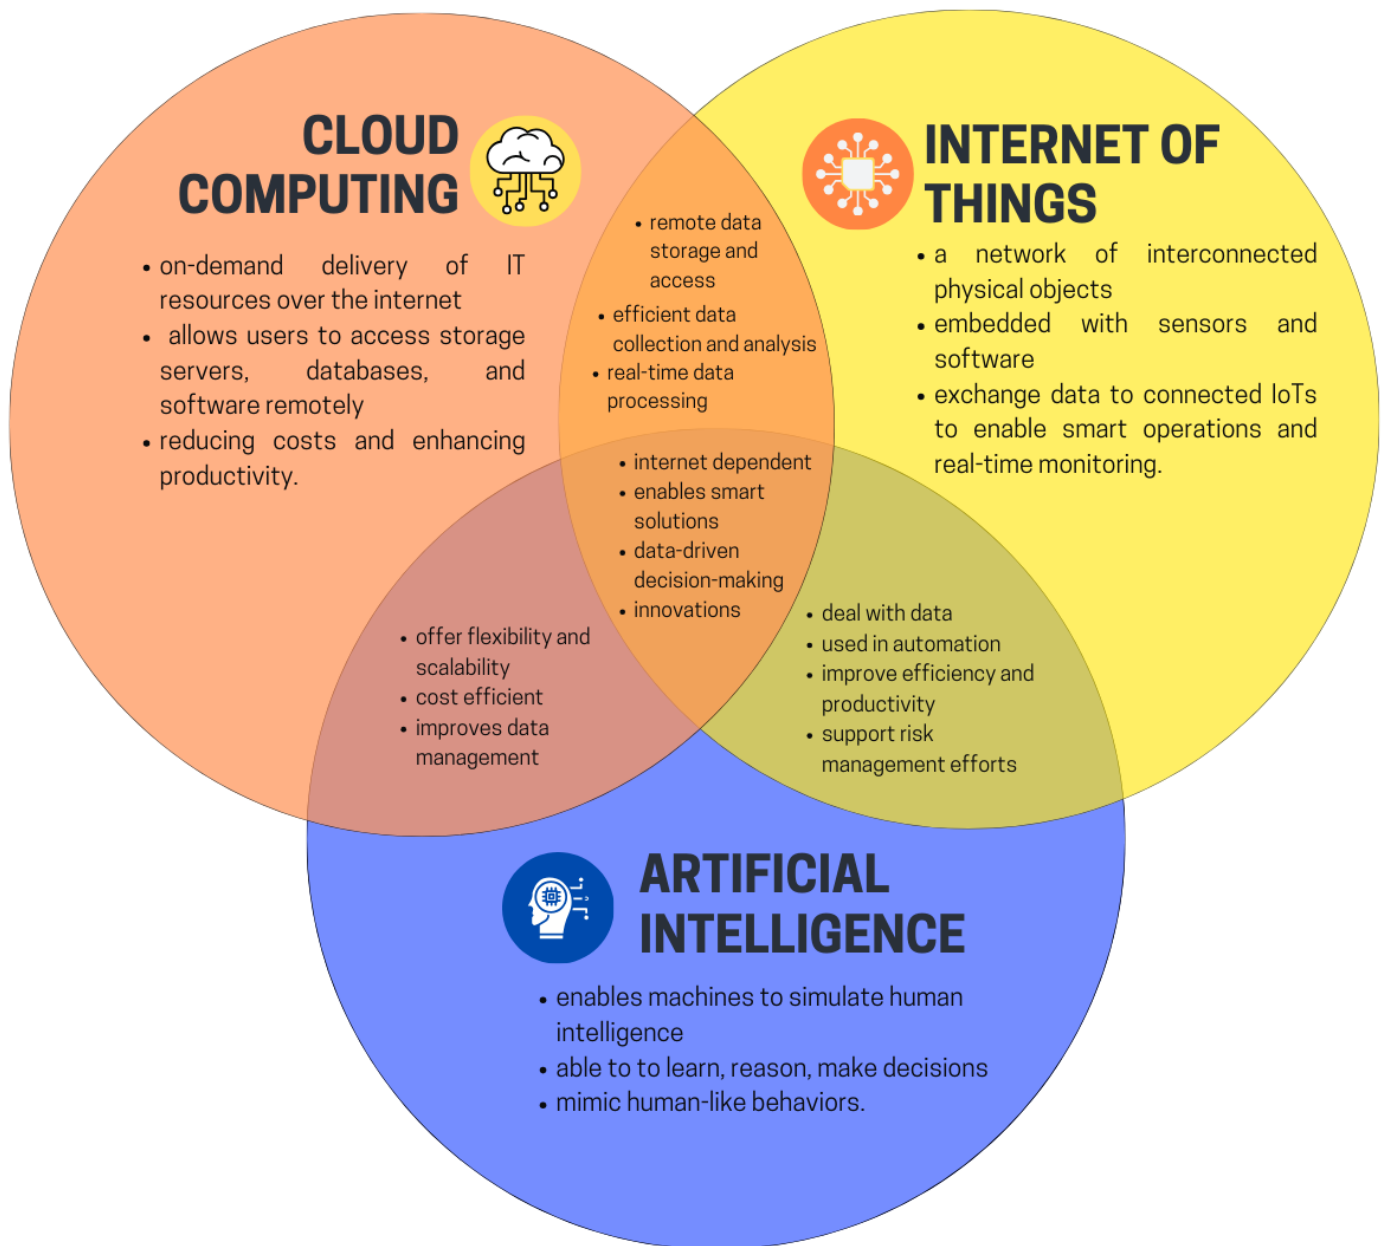 CLOUD
COMPUTING
• on-demand delivery of IT
resources over the internet
• allows users to access storage
servers, databases, and
software remotely
• reducing costs and enhancing
productivity.
• remote data
storage and
access
• efficient data
collection and analysis
• real-time data
processing
INTERNET OF
THINGS
• a network of interconnected
physical objects
• embedded with sensors and
software
• exchange data to connected IoTs
to enable smart operations and
real-time monitoring.
• internet dependent
• enables smart
solutions
• data-driven
decision-making
• innovations
• offer flexibility and
scalability
• cost efficient
• improves data
management
• deal with data
• used in automation
• improve efficiency and
productivity
• support risk
management efforts
ARTIFICIAL
INTELLIGENCE
• enables machines to simulate human
intelligence
• able to to learn, reason, make decisions
• mimic human-like behaviors.